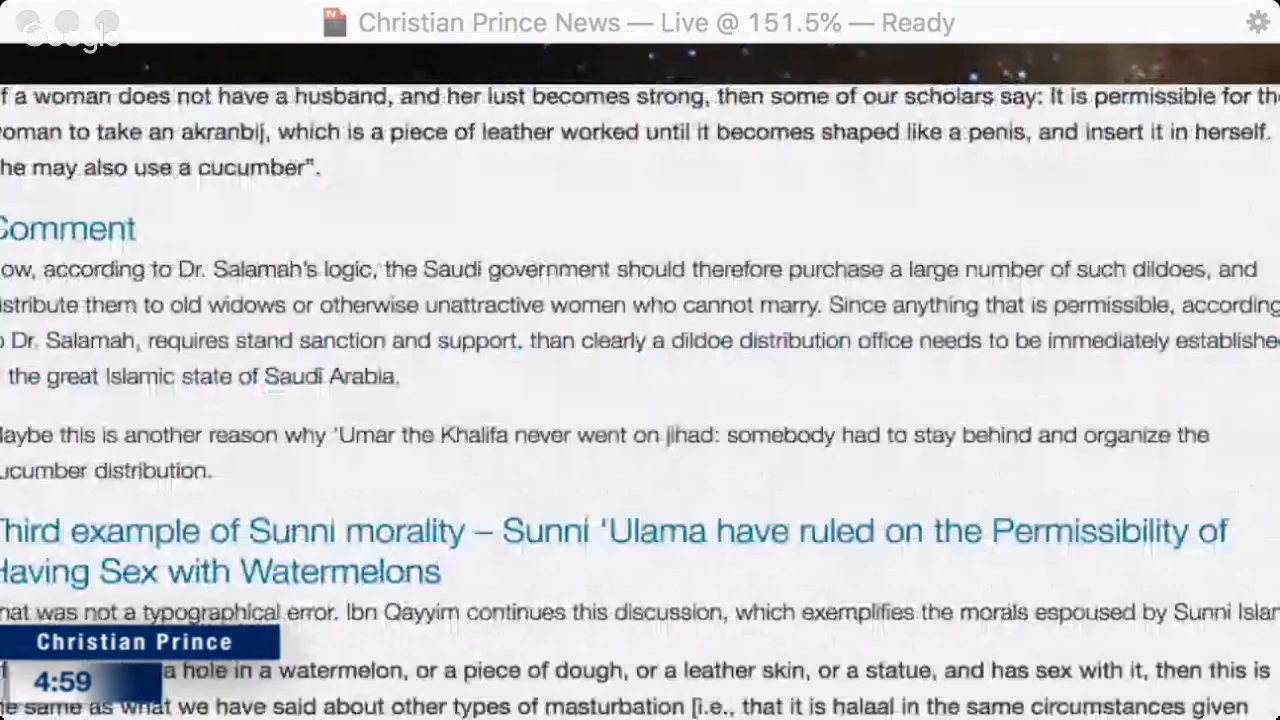 Google
Christian Prince News — Live @ 151.5% — Ready
f a woman does not have a husband, and her lust becomes strong, then some of our scholars say: It is permissible for the
oman to take an akranbij, which is a piece of leather worked until it becomes shaped like a penis, and insert it in herself.
he may also use a cucumber".
Comment
ow, according to Dr. Salamah's logic, the Saudi government should therefore purchase a large number of such dildoes, and
istribute them to old widows or otherwise unattractive women who cannot marry. Since anything that is permissible, according
o Dr. Salamah, requires stand sanction and support, than clearly a dildoe distribution office needs to be immediately establishe
the great Islamic state of Saudi Arabia.
Maybe this is another reason why 'Umar the Khalifa never went on jihad: somebody had to stay behind and organize the
ucumber distribution.
Third example of Sunni morality – Sunni 'Ulama have ruled on the Permissibility of
Having Sex with Watermelons
hat was not a typographical error. Ibn Qayyim continues this discussion, which exemplifies the morals espoused by Sunni Islam
Christian Prince
a hole in a watermelon, or a piece of dough, or a leather skin, or a statue, and has sex with it, then this is
4:59
e same as what we have said about other types of masturbation [i.e., that it is halaal in the same circumstances given